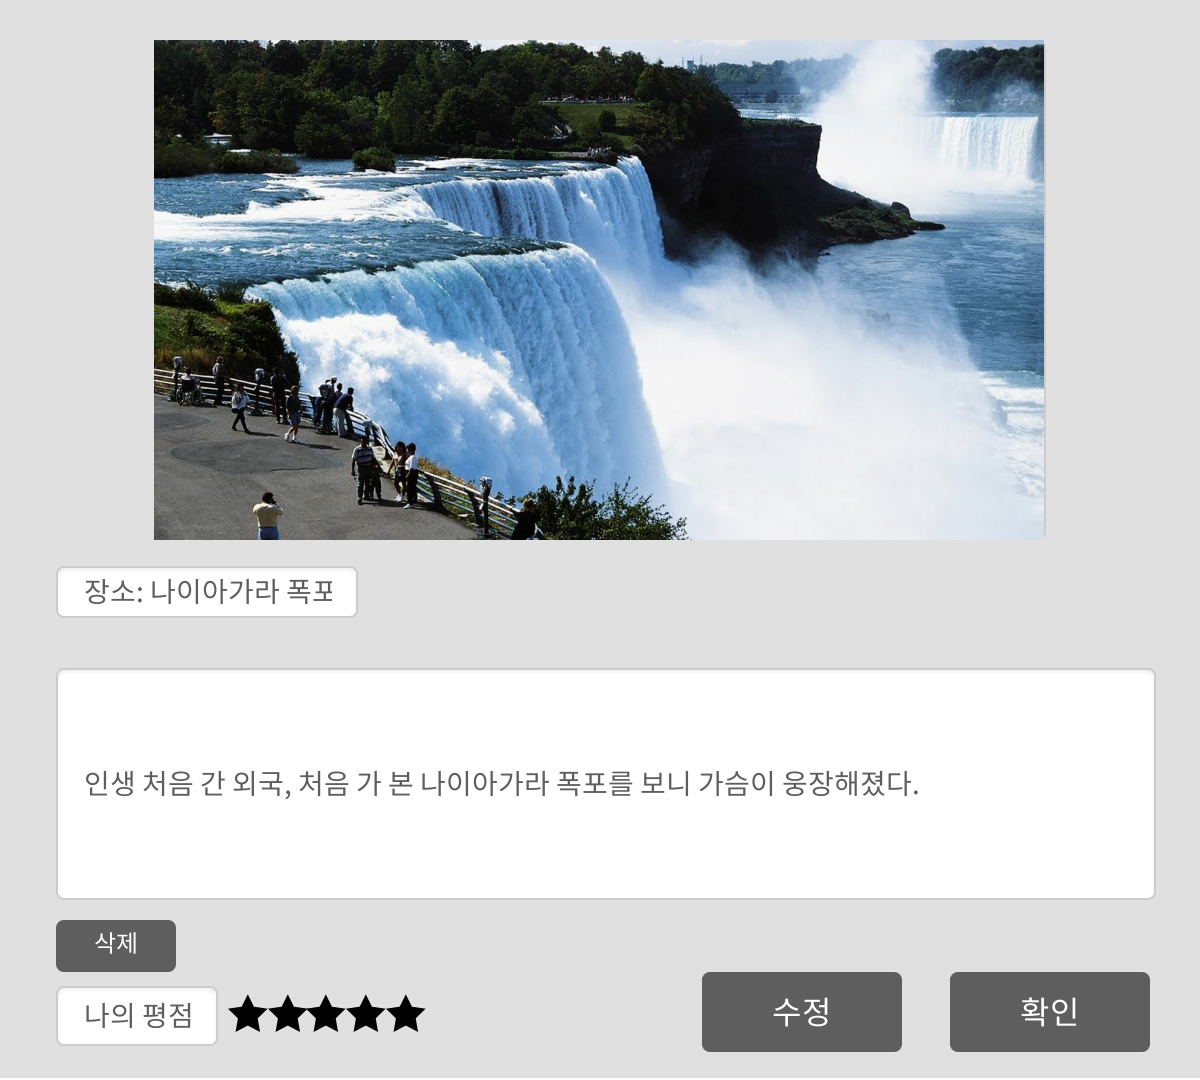 장소: 나이아가라 폭포
인생 처음 간 외국, 처음 가 본 나이아가라 폭포를 보니 가슴이 웅장해졌다.
삭제
나의 평점 ★★★★★
수정
확인